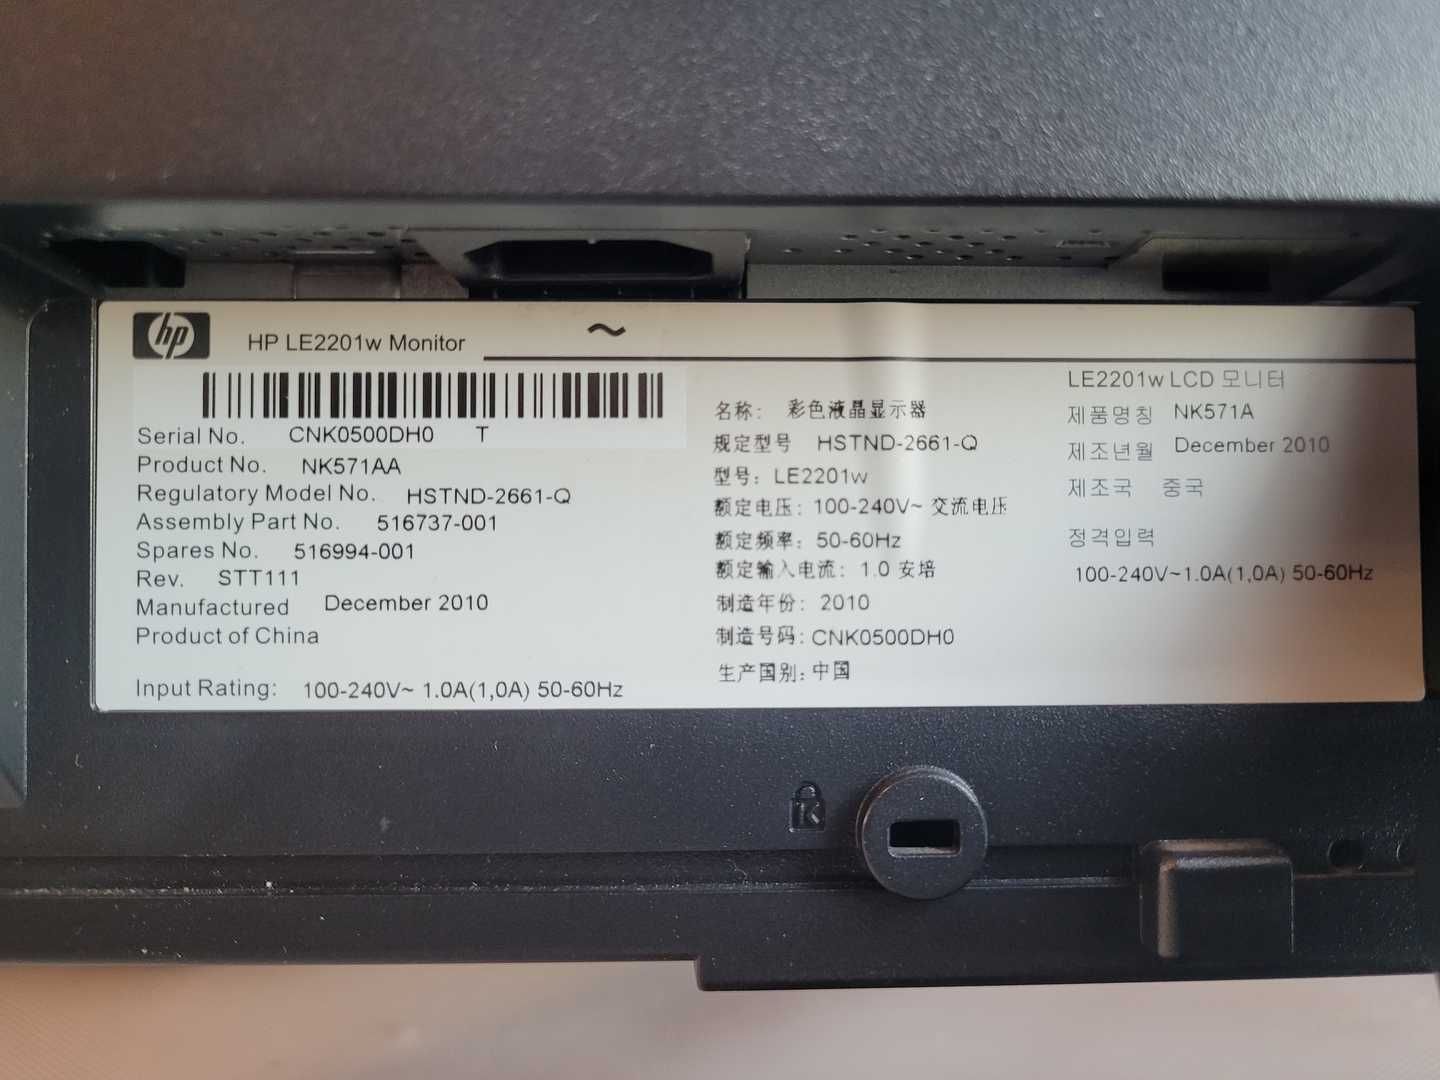 hp
HP LE2201w Monitor
~
Serial No. CNK0500DH0 T
Product No. NK571AA
Regulatory Model No. HSTND-2661-Q
Assembly Part No. 516737-001
Spares No. 516994-001
Rev. STT111
Manufactured December 2010
Product of China
Input Rating: 100-240V~ 1.0A(1,0A) 50-60Hz
名称: 彩色液晶显示器
规定型号 HSTND-2661-Q
型号: LE2201w
额定电压: 100-240V~ 交流电压
额定频率: 50-60Hz
额定输入电流: 1.0 安培
制造年份: 2010
制造号码: CNK0500DH0
生产国别: 中国
LE2201w LCD 모니터
제품명칭 NK571A
제조년월 December 2010
제조국 중국
정격입력
100-240V~1.0A(1,0A) 50-60Hz
K